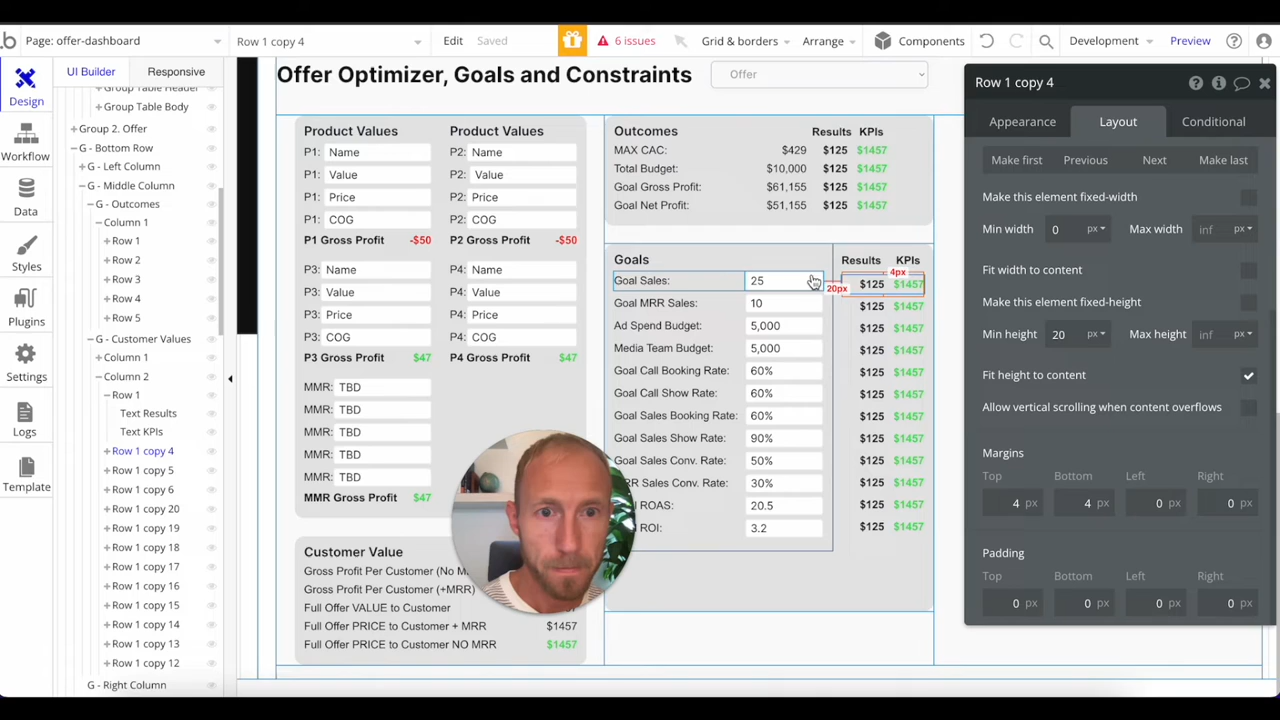 Page: offer-dashboard
Row 1 copy 4
Edit
Saved
6 issues
Grid & borders
Arrange
Components
Development
Preview
Design
Workflow
Data
Styles
Plugins
Settings
Logs
Template
UI Builder
Responsive
Group Table Header
Group Table Body
Group 2. Offer
G - Bottom Row
G - Left Column
G - Middle Column
G - Outcomes
Column 1
Row 1
Row 2
Row 3
Row 4
Row 5
G - Customer Values
Column 1
Column 2
Row 1
Text Results
Text KPIs
Row 1 copy 4
Row 1 copy 5
Row 1 copy 6
Row 1 copy 20
Row 1 copy 19
Row 1 copy 18
Row 1 copy 17
Row 1 copy 16
Row 1 copy 15
Row 1 copy 14
Row 1 copy 13
Row 1 copy 12
G - Right Column
Offer Optimizer, Goals and Constraints
Offer
Product Values Product Values
P1: Name P2: Name
P1: Value P2: Value
P1: Price P2: Price
P1: COG P2: COG
P1 Gross Profit -$50 P2 Gross Profit -$50
P3: Name P4: Name
P3: Value P4: Value
P3: Price P4: Price
P3: COG P4: COG
P3 Gross Profit $47 P4 Gross Profit $47
MMR: TBD
MMR: TBD
MMR: TBD
MMR: TBD
MMR: TBD
MMR Gross Profit $47
Customer Value
Gross Profit Per Customer (No M
Gross Profit Per Customer (+MRR)
Full Offer VALUE to Customer
Full Offer PRICE to Customer + MRR $1457
Full Offer PRICE to Customer NO MRR $1457
Outcomes Results KPIs
MAX CAC: $429 $125 $1457
Total Budget: $10,000 $125 $1457
Goal Gross Profit: $61,155 $125 $1457
Goal Net Profit: $51,155 $125 $1457
Goals Results KPIs
4px
Goal Sales: 25 20px $125 $1457
Goal MRR Sales: 10 $125 $1457
Ad Spend Budget: 5,000 $125 $1457
Media Team Budget: 5,000 $125 $1457
Goal Call Booking Rate: 60% $125 $1457
Goal Call Show Rate: 60% $125 $1457
Goal Sales Booking Rate: 60% $125 $1457
Goal Sales Show Rate: 90% $125 $1457
Goal Sales Conv. Rate: 50% $125 $1457
Sales Conv. Rate: 30% $125 $1457
ROAS: 20.5 $125 $1457
ROI: 3.2 $125 $1457
Row 1 copy 4
Appearance Layout Conditional
Make first Previous Next Make last
Make this element fixed-width
Min width 0 px Max width inf px
Fit width to content
Make this element fixed-height
Min height 20 px Max height inf px
Fit height to content
Allow vertical scrolling when content overflows
Margins
Top Bottom Left Right
4 px 4 px 0 px 0 px
Padding
Top Bottom Left Right
0 px 0 px 0 px 0 px